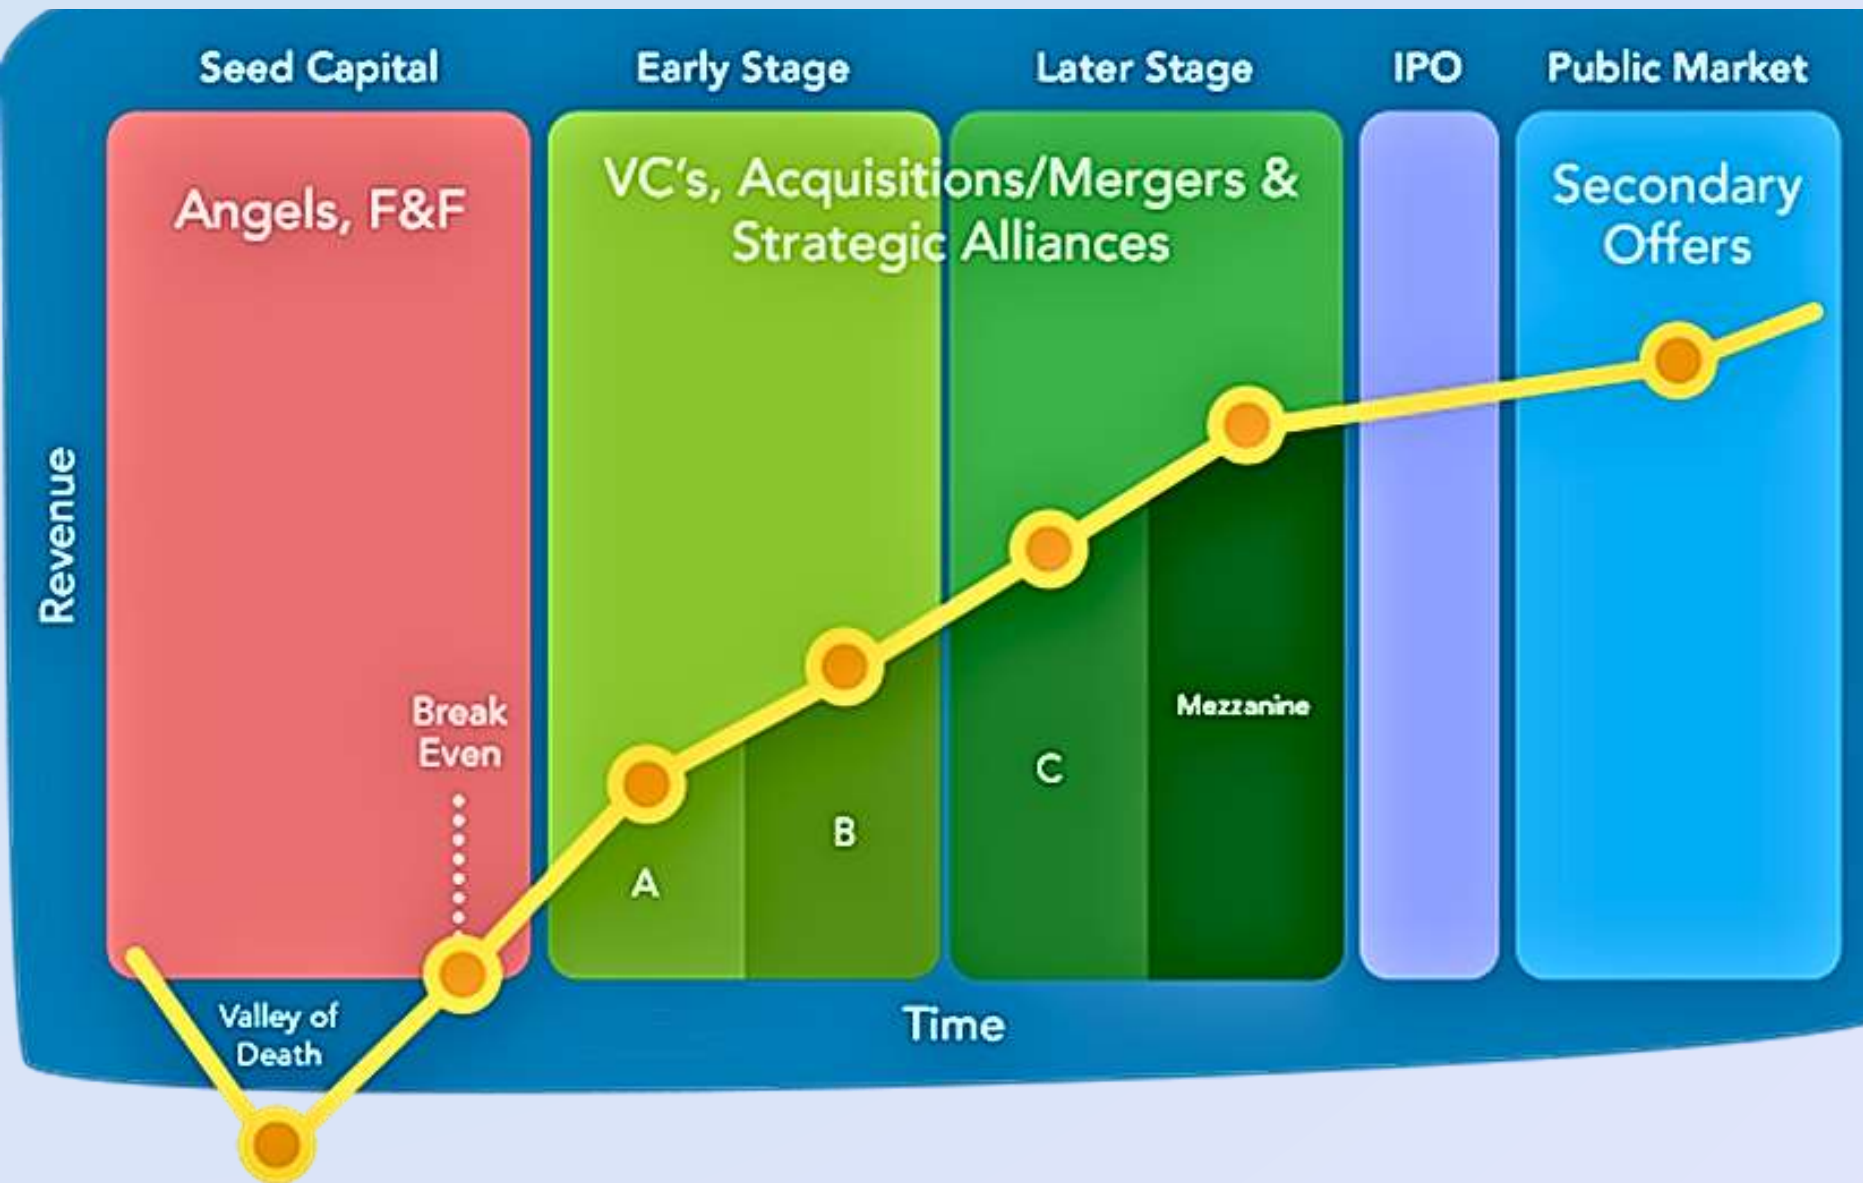 Seed Capital
Early Stage
Later Stage
IPO
Public Market
Angels, F&F
VC's, Acquisitions/Mergers &
Strategic Alliances
Secondary
Offers
Revenue
Break
Even
Mezzanine
C
B
A
Valley of
Death
Time